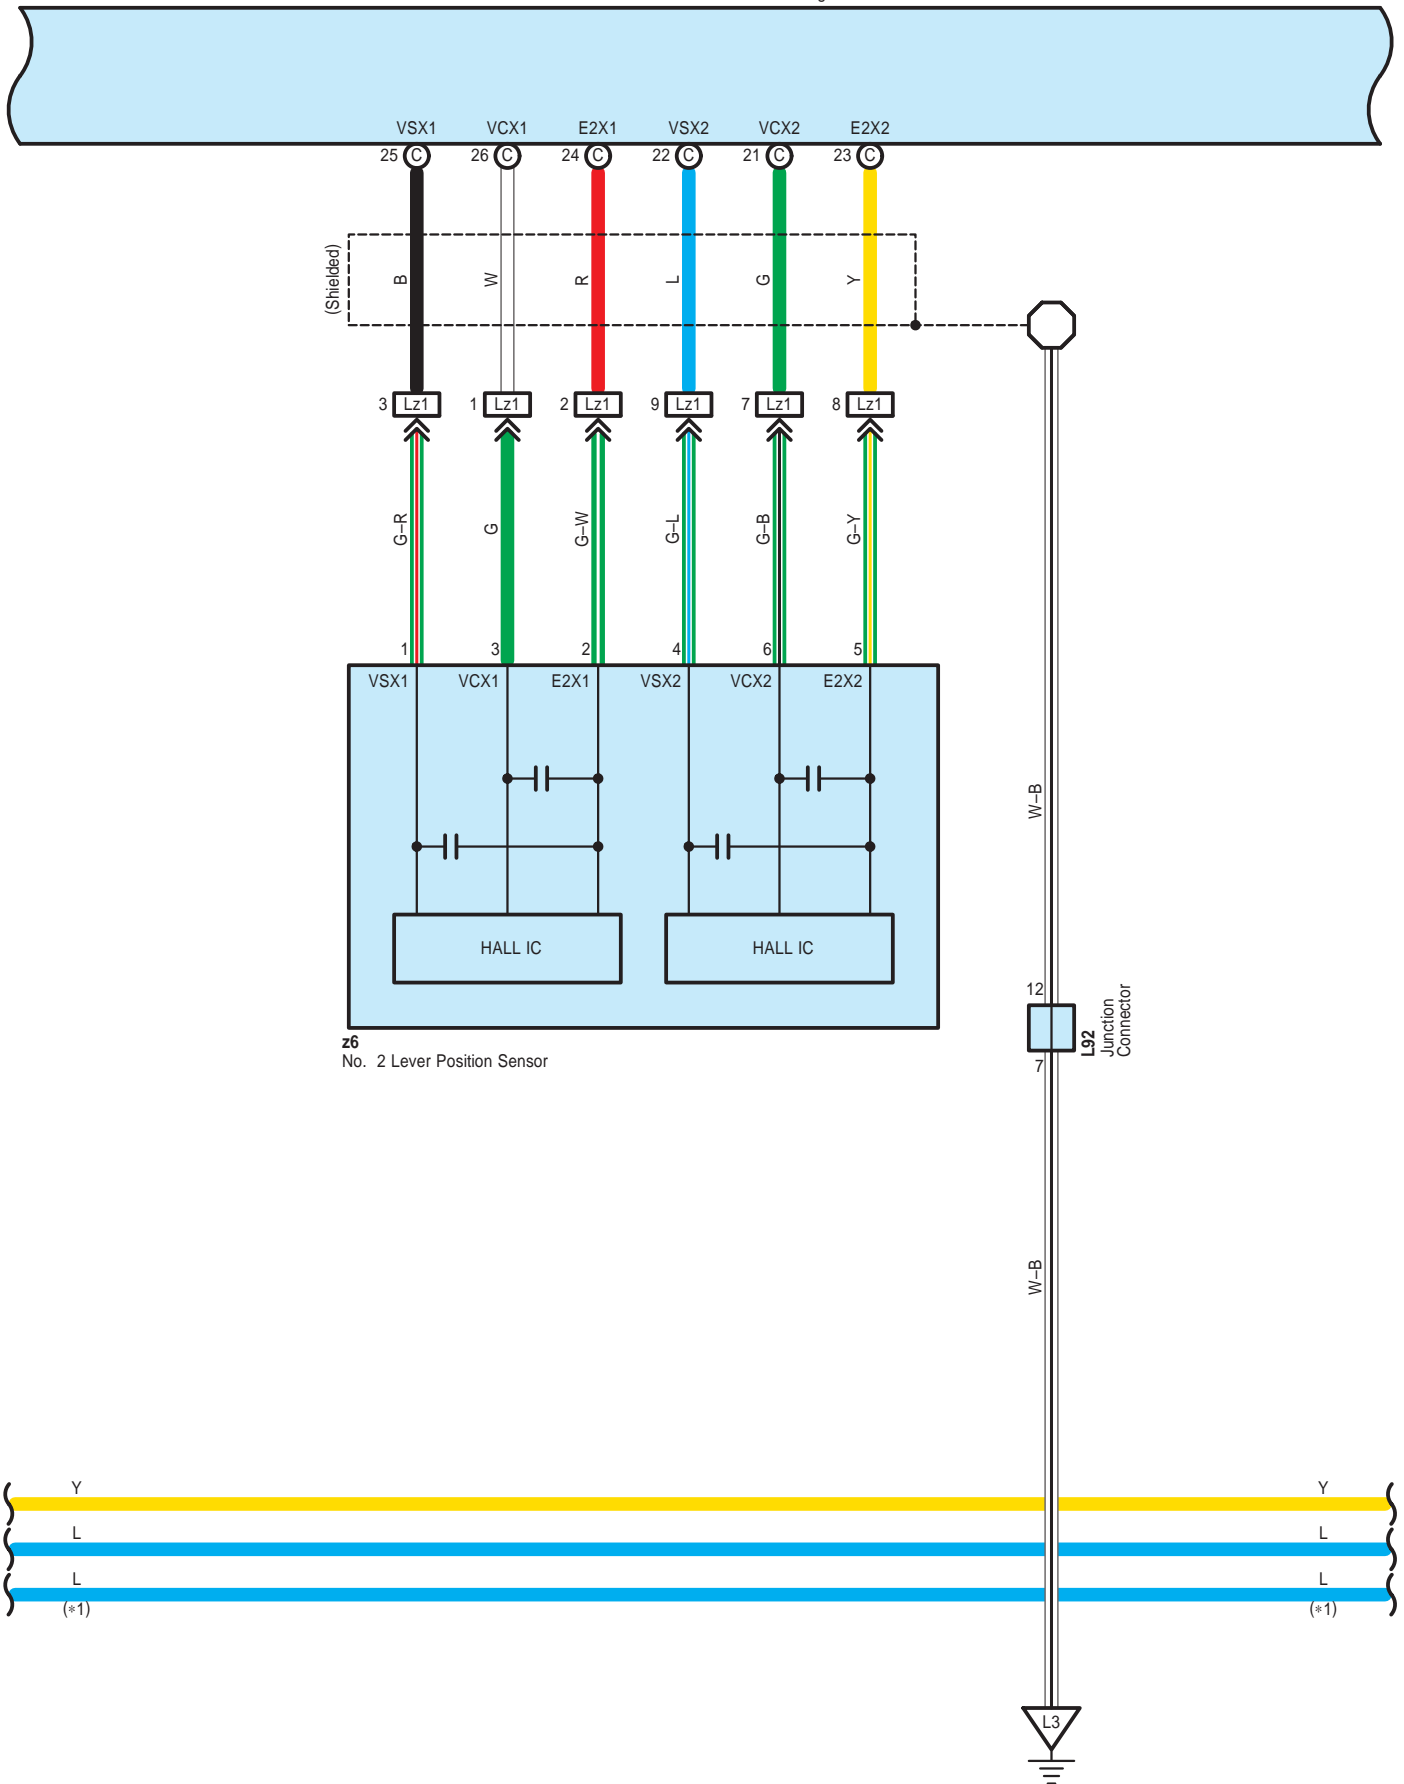 VSX1 VCX1 E2X1 VSX2 VCX2 E2X2
25 C 26 C 24 C 22 C 21 C 23 C
(Shielded)
B W R L G Y
3 Lz1 1 Lz1 2 Lz1 9 Lz1 7 Lz1 8 Lz1
G–R G G–W G–L G–B G–Y
1 3 2 4 6 5
VSX1 VCX1 E2X1 VSX2 VCX2 E2X2
W–B
HALL IC HALL IC
12
L92
Junction
Connector
7
z6
No. 2 Lever Position Sensor
W–B
Y Y
L L
L L
(*1) (*1)
L3